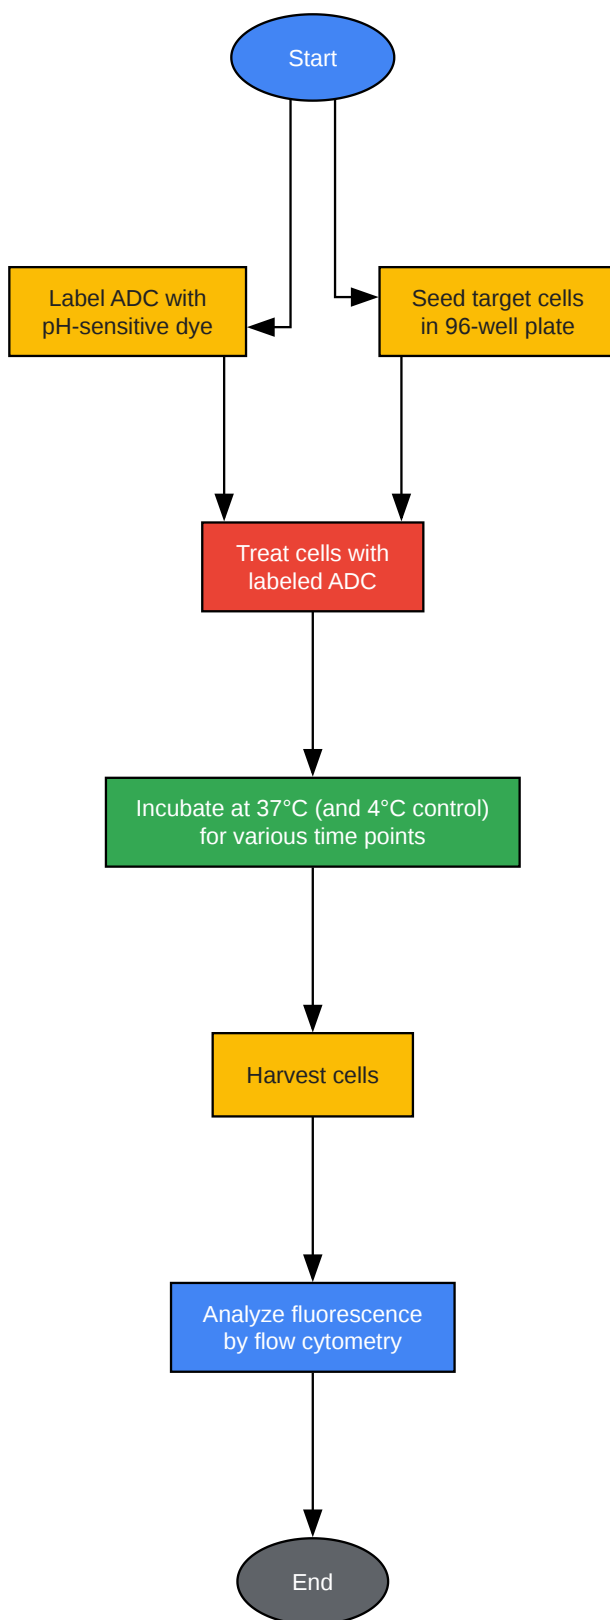 Start
Label ADC with
pH-sensitive dye
Seed target cells
in 96-well plate
Treat cells with
labeled ADC
Incubate at 37°C (and 4°C control)
for various time points
Harvest cells
Analyze fluorescence
by flow cytometry
End